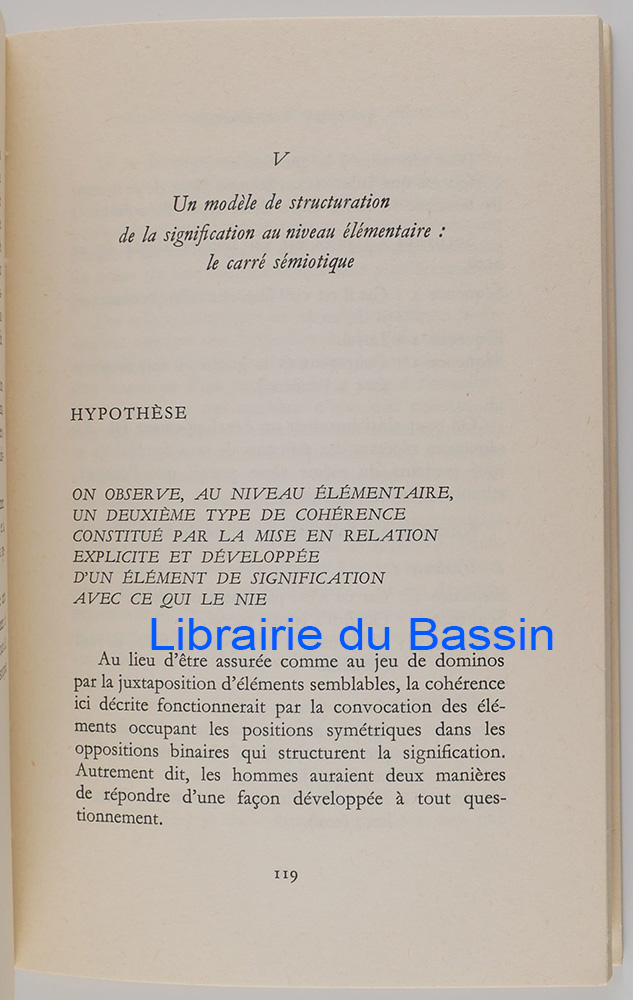 V
Un modèle de structuration
de la signification au niveau élémentaire :
le carré sémiotique
HYPOTHÈSE
ON OBSERVE, AU NIVEAU ÉLÉMENTAIRE,
UN DEUXIÈME TYPE DE COHÉRENCE
CONSTITUÉ PAR LA MISE EN RELATION
EXPLICITE ET DÉVELOPPÉE
D'UN ÉLÉMENT DE SIGNIFICATION
AVEC CE QUI LE NIE
Librairie du Bassin
Au lieu d'être assurée comme au jeu de dominos
par la juxtaposition d'éléments semblables, la cohérence
ici décrite fonctionnerait par la convocation des élé-
ments occupant les positions symétriques dans les
oppositions binaires qui structurent la signification.
Autrement dit, les hommes auraient deux manières
de répondre d'une façon développée à tout ques-
tionnement.
119